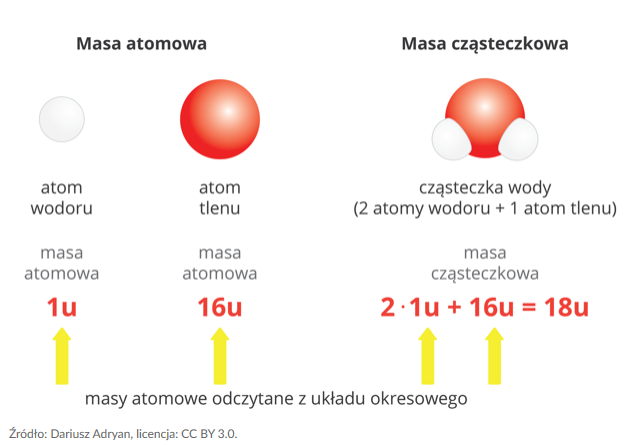 Masa atomowa
Masa cząsteczkowa
atom
wodoru
atom
tlenu
cząsteczka wody
(2 atomy wodoru + 1 atom tlenu)
masa
atomowa
masa
atomowa
masa
cząsteczkowa
1u
16u
2 · 1u + 16u = 18u
masy atomowe odczytane z układu okresowego
Źródło: Dariusz Adryan, licencja: CC BY 3.0.